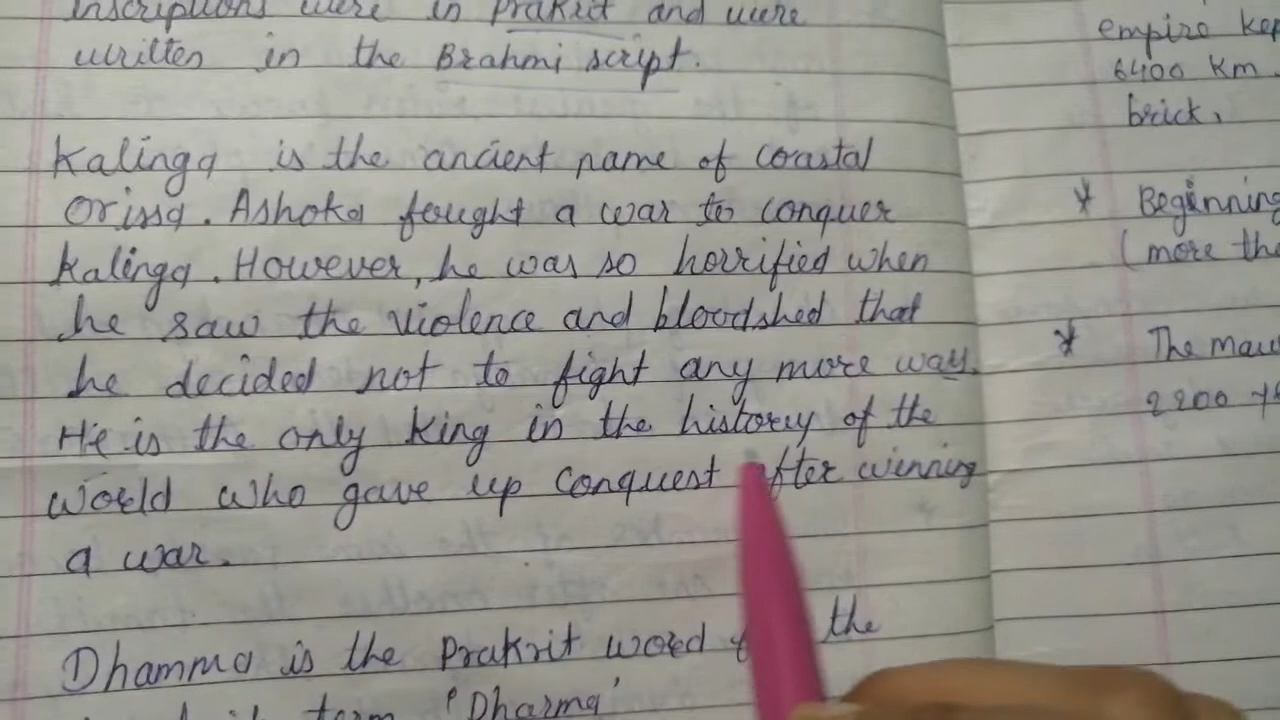 inscriptions were in Prakrit and were
written in the Brahmi script.
Kalinga is the ancient name of coastal
Orissa. Ashoka fought a war to conquer
Kalinga. However, he was so horrified when
he saw the violence and bloodshed that
he decided not to fight any more
He is the only King in the history of the
world who gave up conquest after winning
a war.
Dhamma is the Prakrit word the
term 'Dharma'
empire
6400 Km.
brick,
* Beginning
(more
* The
2200